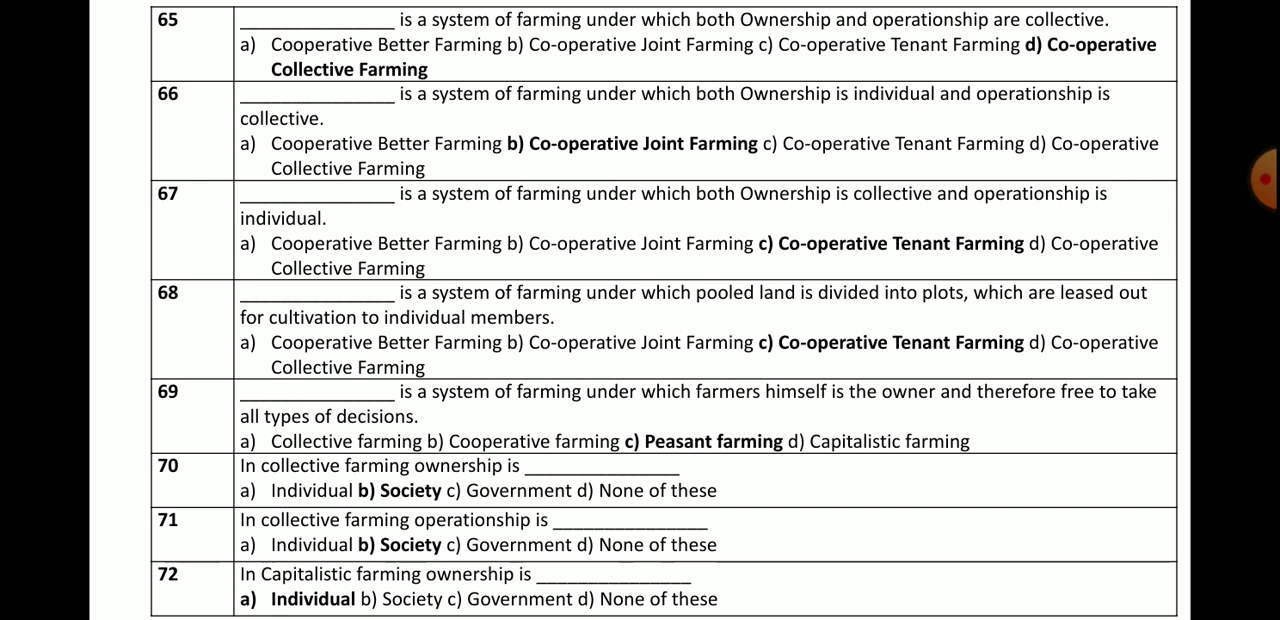 65
_______________ is a system of farming under which both Ownership and operationship are collective.
a) Cooperative Better Farming b) Co-operative Joint Farming c) Co-operative Tenant Farming d) Co-operative
Collective Farming
66
_______________ is a system of farming under which both Ownership is individual and operationship is
collective.
a) Cooperative Better Farming b) Co-operative Joint Farming c) Co-operative Tenant Farming d) Co-operative
Collective Farming
67
_______________ is a system of farming under which both Ownership is collective and operationship is
individual.
a) Cooperative Better Farming b) Co-operative Joint Farming c) Co-operative Tenant Farming d) Co-operative
Collective Farming
68
_______________ is a system of farming under which pooled land is divided into plots, which are leased out
for cultivation to individual members.
a) Cooperative Better Farming b) Co-operative Joint Farming c) Co-operative Tenant Farming d) Co-operative
Collective Farming
69
_______________ is a system of farming under which farmers himself is the owner and therefore free to take
all types of decisions.
a) Collective farming b) Cooperative farming c) Peasant farming d) Capitalistic farming
70
In collective farming ownership is _______________
a) Individual b) Society c) Government d) None of these
71
In collective farming operationship is _______________
a) Individual b) Society c) Government d) None of these
72
In Capitalistic farming ownership is _______________
a) Individual b) Society c) Government d) None of these